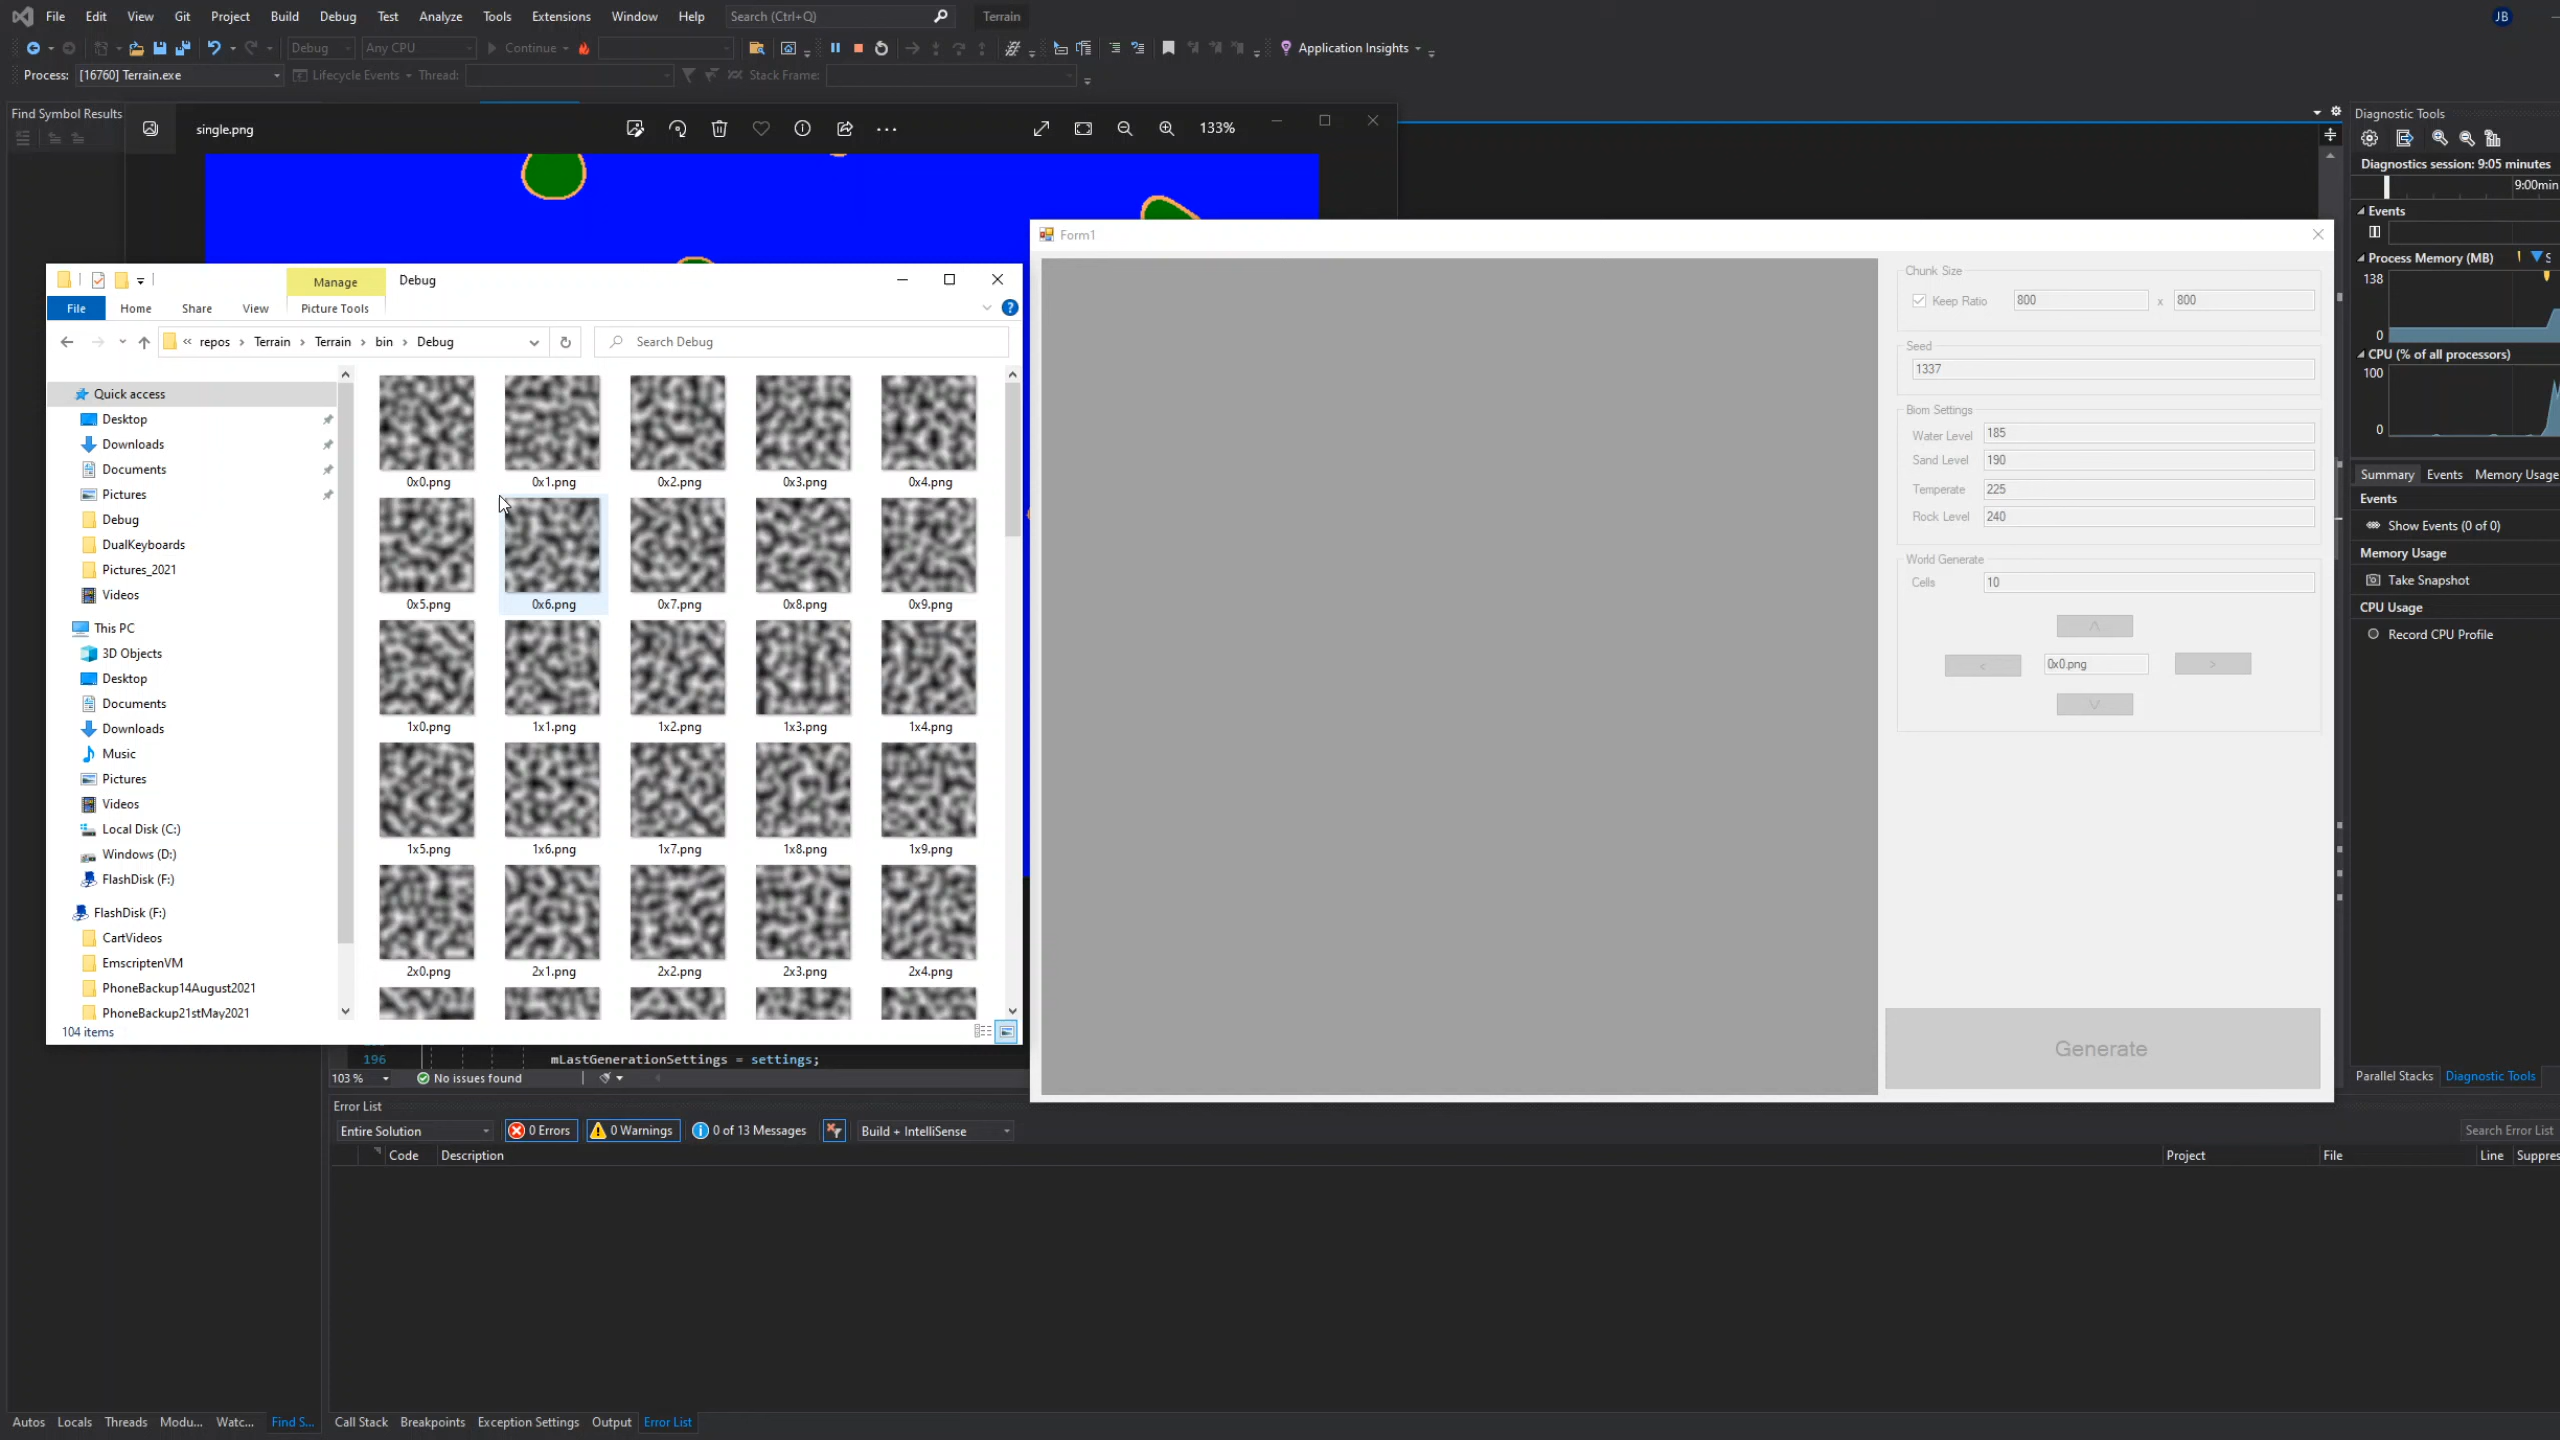 File Edit View Git Project Build Debug Test Analyze Tools Extensions Window Help Search (Ctrl+Q) Terrain JB
Debug Any CPU Continue Application Insights
Process: [16760] Terrain.exe Lifecycle Events Thread: Stack Frame:
Find Symbol Results
single.png
133%
Debug
Manage
File Home Share View Picture Tools
« repos › Terrain › Terrain › bin › Debug
Search Debug
Quick access
Desktop
Downloads
Documents
Pictures
Debug
DualKeyboards
Pictures_2021
Videos
This PC
3D Objects
Desktop
Documents
Downloads
Music
Pictures
Videos
Local Disk (C:)
Windows (D:)
FlashDisk (F:)
FlashDisk (F:)
CartVideos
EmscriptenVM
PhoneBackup14August2021
PhoneBackup21stMay2021
104 items
0x0.png 0x1.png 0x2.png 0x3.png 0x4.png
0x5.png 0x6.png 0x7.png 0x8.png 0x9.png
1x0.png 1x1.png 1x2.png 1x3.png 1x4.png
1x5.png 1x6.png 1x7.png 1x8.png 1x9.png
2x0.png 2x1.png 2x2.png 2x3.png 2x4.png
Form1
Chunk Size
Keep Ratio 800 x 800
Seed
1337
Biom Settings
Water Level 185
Sand Level 190
Temperate 225
Rock Level 240
World Generate
Cells 10
^
< 0x0.png >
V
Generate
Diagnostic Tools
Diagnostics session: 9:05 minutes
9:00min
Events
Process Memory (MB) S
138
0
CPU (% of all processors)
100
0
Summary Events Memory Usage
Events
Show Events (0 of 0)
Memory Usage
Take Snapshot
CPU Usage
Record CPU Profile
Parallel Stacks Diagnostic Tools
196 mLastGenerationSettings = settings;
103 % No issues found
Error List
Entire Solution 0 Errors 0 Warnings 0 of 13 Messages Build + IntelliSense Search Error List
Code Description Project File Line Suppres
Autos Locals Threads Modu... Watc... Find S... Call Stack Breakpoints Exception Settings Output Error List